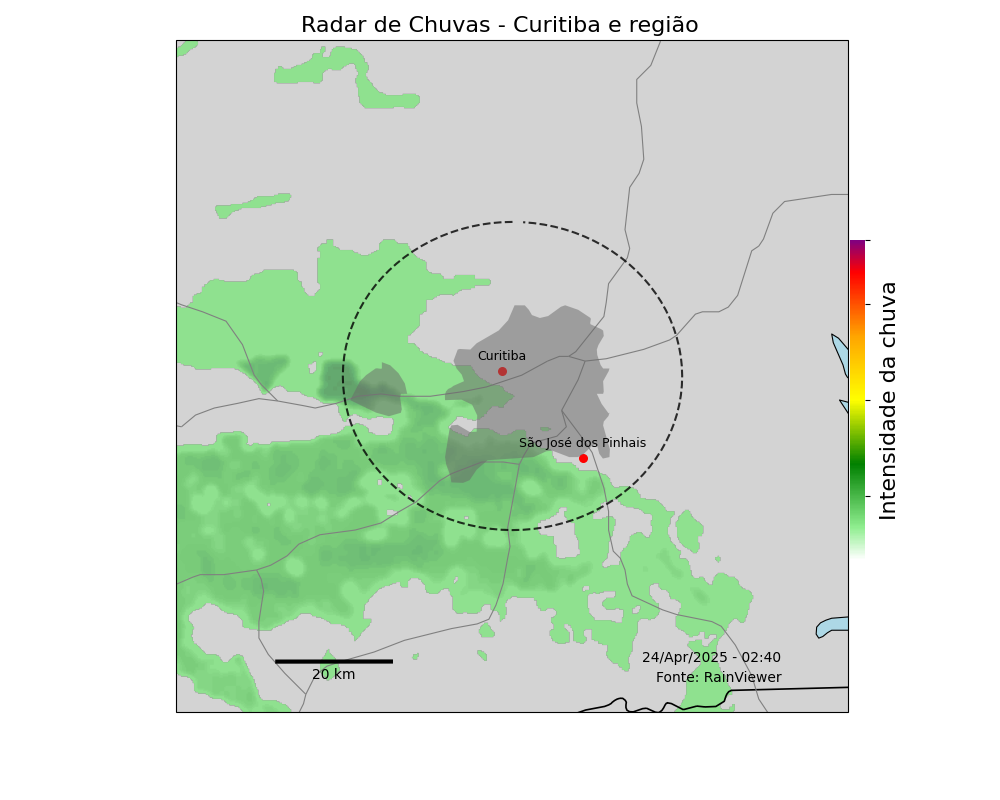 Radar de Chuvas - Curitiba e região
Curitiba
São José dos Pinhais
Intensidade da chuva
24/Apr/2025 - 02:40
Fonte: RainViewer
20 km